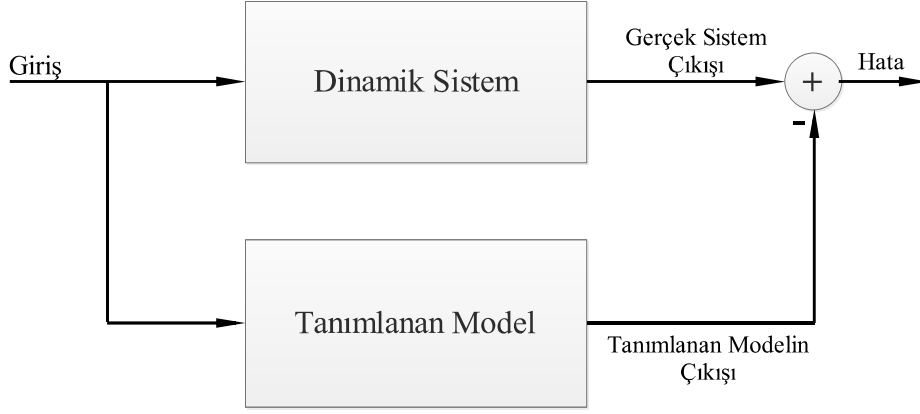 Giriş
Dinamik Sistem
Gerçek Sistem
Çıkışı
+
Hata
-
Tanımlanan Model
Tanımlanan Modelin
Çıkışı